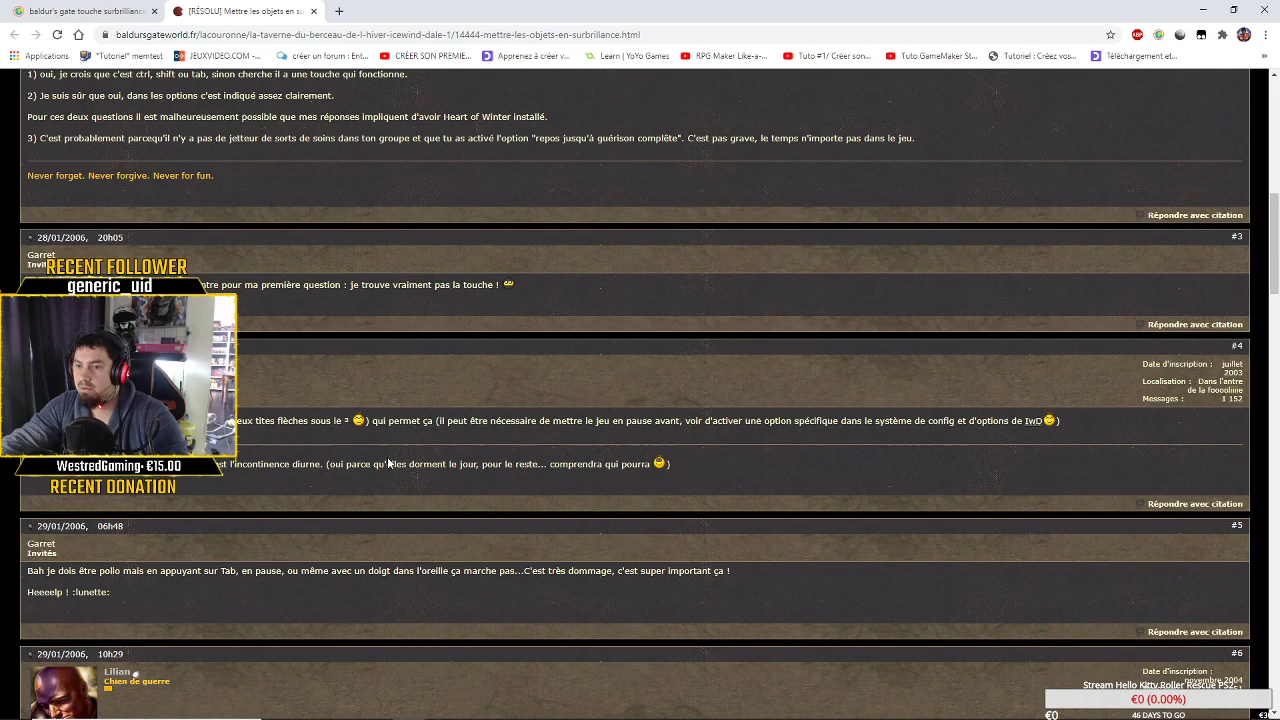 baldur's gate touche surbrillance
[RÉSOLU] Mettre les objets en su
baldursgateworld.fr/lacouronne/la-taverne-du-berceau-de-l-hiver-icewind-dale-1/14444-mettre-les-objets-en-surbrillance.html
Applications
*Tutoriel* memtest
JEUXVIDEO.COM -...
créer un forum : Ent...
CRÉER SON PREMIE...
Apprenez à créer v...
Learn | YoYo Games
RPG Maker Like-a-...
Tuto #1/ Créer son...
Tuto GameMaker St...
Tutoriel : Créez vos...
Téléchargement et...
1) oui, je crois que c'est ctrl, shift ou tab, sinon cherche il a une touche qui fonctionne.
2) Je suis sûr que oui, dans les options c'est indiqué assez clairement.
Pour ces deux questions il est malheureusement possible que mes réponses impliquent d'avoir Heart of Winter installé.
3) C'est probablement parcequ'il n'y a pas de jetteur de sorts de soins dans ton groupe et que tu as activé l'option "repos jusqu'à guérison complête". C'est pas grave, le temps n'importe pas dans le jeu.
Never forget. Never forgive. Never for fun.
Répondre avec citation
28/01/2006, 20h05
#3
Garret
RECENT FOLLOWER
generic_uid
ntre pour ma première question : je trouve vraiment pas la touche !
Répondre avec citation
#4
Date d'inscription : juillet
2003
Localisation : Dans l'antre
de la fooooliiiie
Messages : 1 152
eux tites flèches sous le ² ) qui permet ça (il peut être nécessaire de mettre le jeu en pause avant, voir d'activer une option spécifique dans le système de config et d'options de IwD )
st l'incontinence diurne. (oui parce qu'elles dorment le jour, pour le reste... comprendra qui pourra )
WestredGaming· €15.00
RECENT DONATION
Répondre avec citation
29/01/2006, 06h48
#5
Garret
Invités
Bah je dois être polio mais en appuyant sur Tab, en pause, ou même avec un doigt dans l'oreille ça marche pas...C'est très dommage, c'est super important ça !
Heeeelp ! :lunette:
Répondre avec citation
29/01/2006, 10h29
#6
Lilian
Chien de guerre
Date d'inscription :
novembre 2004
Stream Hello Kitty Roller Rescue PS2
€0 (0.00%)
€0
46 DAYS TO GO